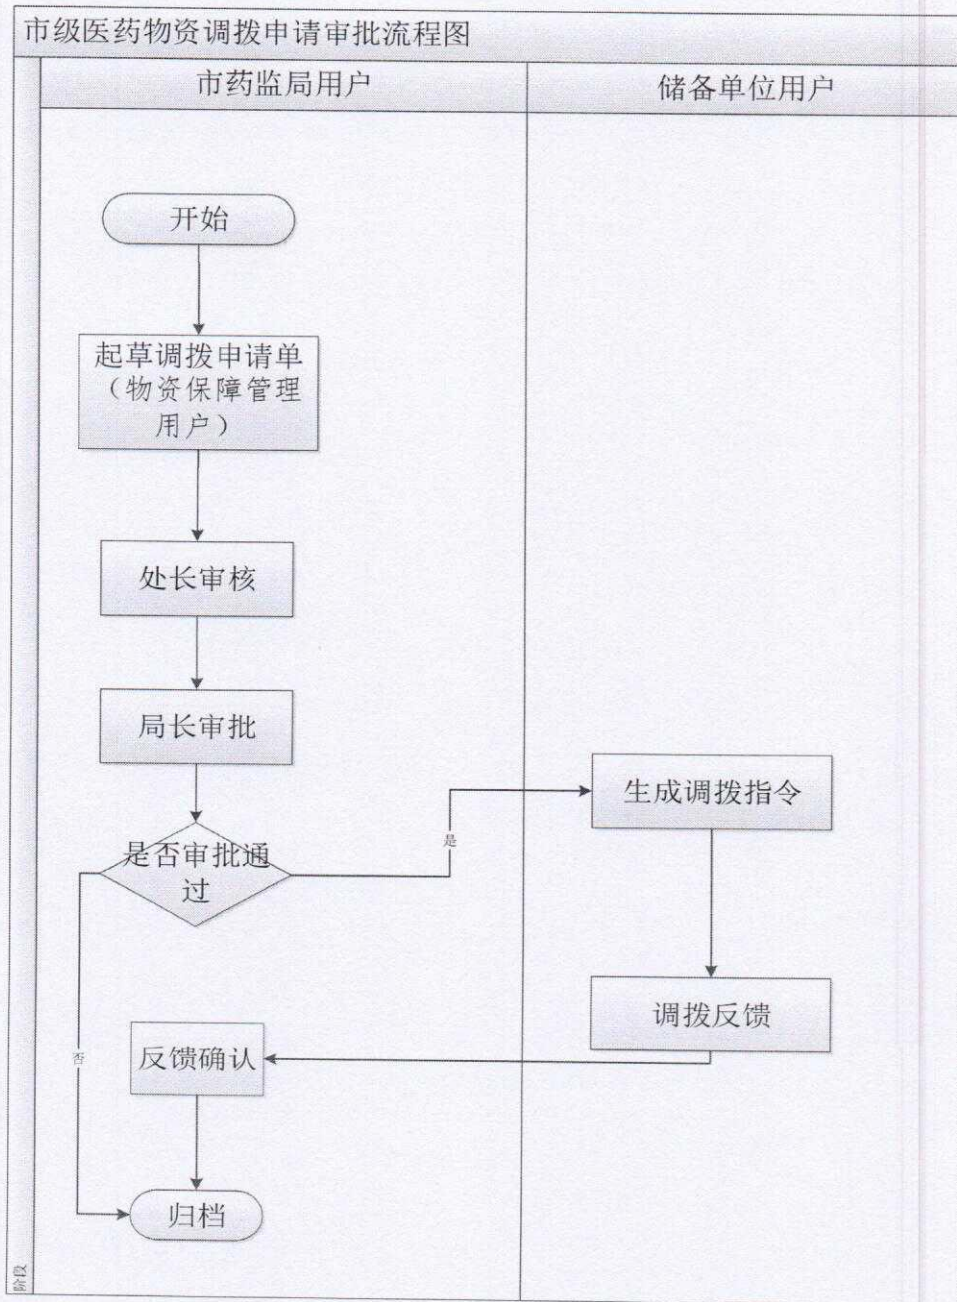 市级医药物资调拨申请审批流程图
市药监局用户
储备单位用户
开始
起草调拨申请单
（物资保障管理
用户）
处长审核
局长审批
是否审批通
过
是
生成调拨指令
调拨反馈
否
反馈确认
归档
阶段